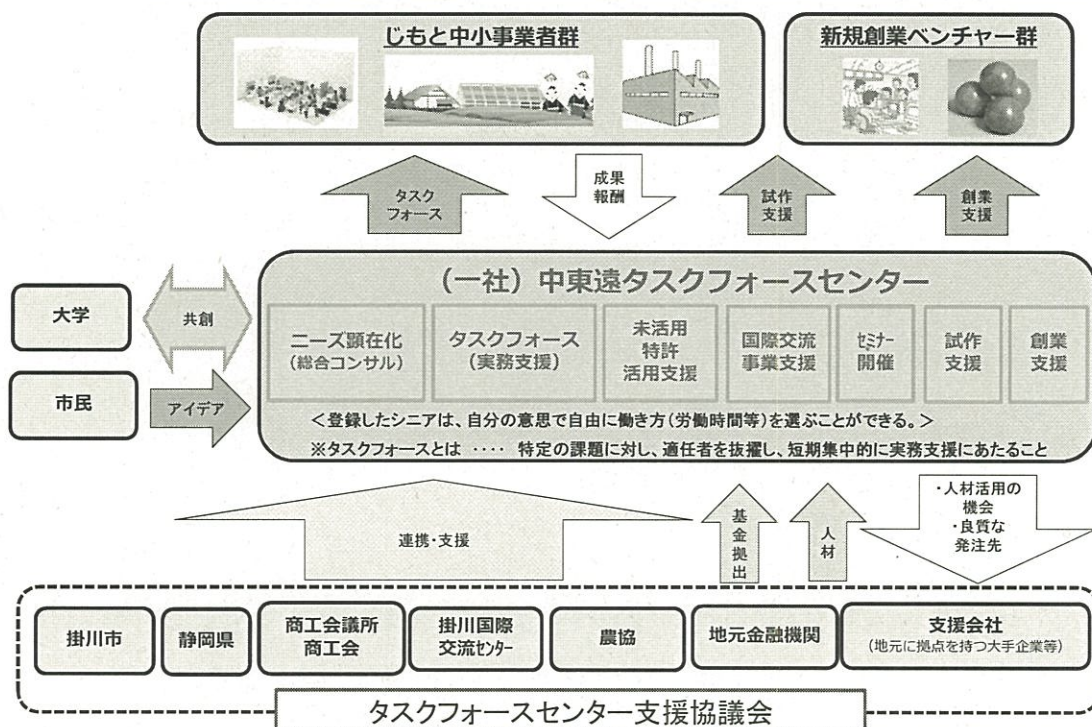 じもと中小事業者群
新規創業ベンチャー群
タスク
フォース
成果
報酬
試作
支援
創業
支援
(一社)中東遠タスクフォースセンター
大学
共創
市民
アイデア
ニーズ顕在化
(総合コンサル)
タスクフォース
(実務支援)
未活用
特許
活用支援
国際交流
事業支援
セミナー
開催
試作
支援
創業
支援
<登録したシニアは、自分の意思で自由に働き方(労働時間等)を選ぶことができる。>
※タスクフォースとは ‥‥ 特定の課題に対し、適任者を抜擢し、短期集中的に実務支援にあたること
連携・支援
基金拠出
人材
・人材活用の
機会
・良質な
発注先
掛川市
静岡県
商工会議所
商工会
掛川国際
交流センター
農協
地元金融機関
支援会社
(地元に拠点を持つ大手企業等)
タスクフォースセンター支援協議会